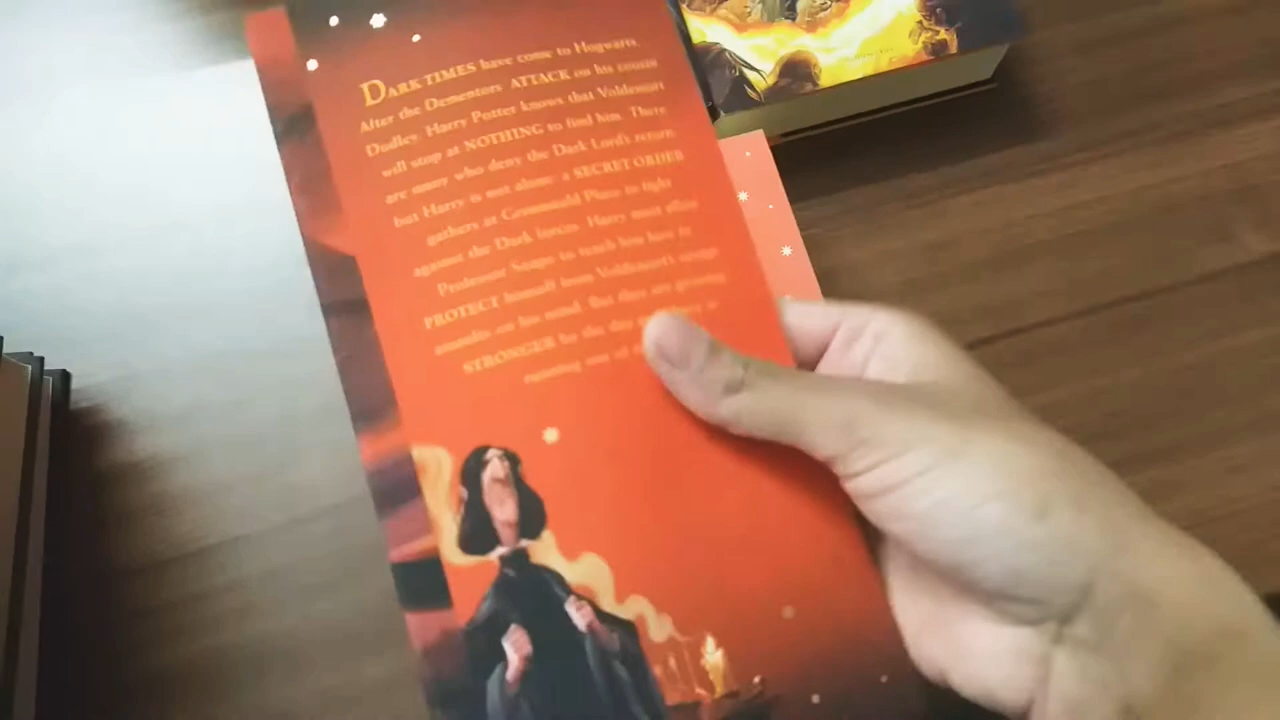 DARK TIMES have come to Hogwarts.
After the Dementors ATTACK on his cousin
Dudley, Harry Potter knows that Voldemort
will stop at NOTHING to find him. There
are many who deny the Dark Lord's return,
but Harry is not alone: a SECRET ORDER
gathers at Grimmauld Place to fight
against the Dark forces. Harry must allow
Professor Snape to teach him how to
PROTECT himself from Voldemort's savage
assaults on his mind. But they are growing
STRONGER by the day
running out of